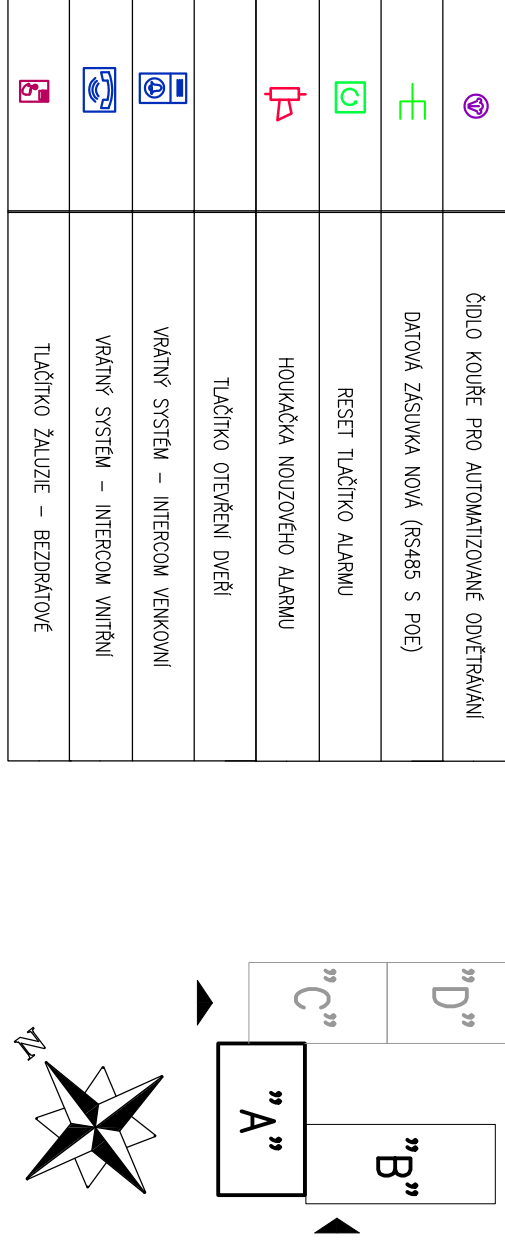 ČIDLO KOUŘE PRO AUTOMATIZOVANÉ ODVĚTRÁVÁNÍ
DATOVÁ ZÁSUVKA NOVÁ (RS485 S POE)
C
RESET TLAČÍTKO ALARMU
HOUKAČKA NOUZOVÉHO ALARMU
TLAČÍTKO OTEVŘENÍ DVEŘÍ
VRÁTNÝ SYSTÉM – INTERCOM VENKOVNÍ
VRÁTNÝ SYSTÉM – INTERCOM VNITŘNÍ
TLAČÍTKO ŽALUZIE – BEZDRÁTOVÉ
"D"
"B"
"C"
"A"
N